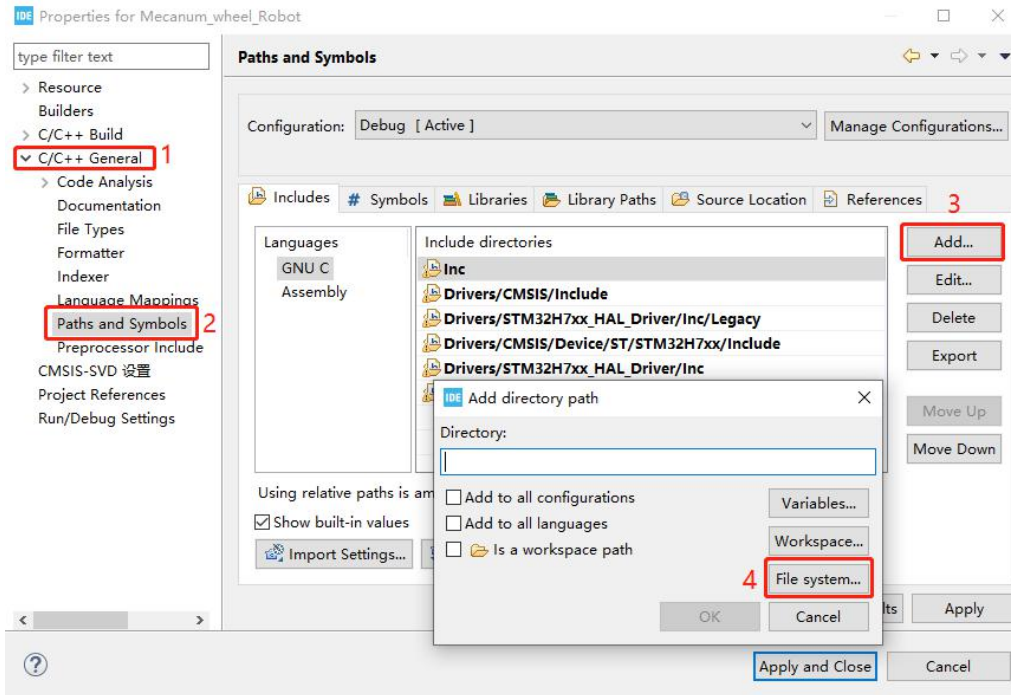 IDE Properties for Mecanum_wheel_Robot
type filter text
Resource
Builders
C/C++ Build
C/C++ General 1
Code Analysis
Documentation
File Types
Formatter
Indexer
Language Mappings
Paths and Symbols 2
Preprocessor Include
CMSIS-SVD 设置
Project References
Run/Debug Settings
Paths and Symbols
Configuration: Debug [ Active ] Manage Configurations...
Includes # Symbols Libraries Library Paths Source Location References 3
Languages
GNU C
Assembly
Include directories
Inc
Drivers/CMSIS/Include
Drivers/STM32H7xx_HAL_Driver/Inc/Legacy
Drivers/CMSIS/Device/ST/STM32H7xx/Include
Drivers/STM32H7xx_HAL_Driver/Inc
Add...
Edit...
Delete
Export
Move Up
Move Down
Using relative paths is am
Show built-in values
Import Settings...
IDE Add directory path
Directory:
Add to all configurations
Add to all languages
Is a workspace path
Variables...
Workspace...
4 File system...
OK Cancel
lts Apply
? Apply and Close Cancel